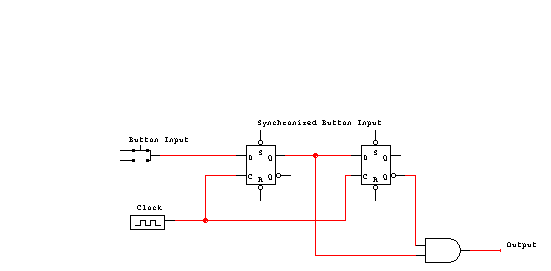 Synchronized Button Input
Button Input
S
S
D Q
D Q
C R Q
C R Q
Clock
Output